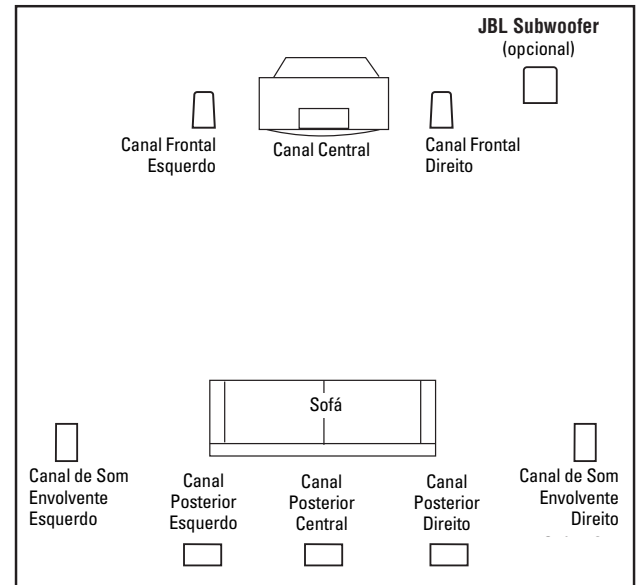 JBL Subwoofer
(opcional)
Canal Frontal
Esquerdo
Canal Central
Canal Frontal
Direito
Sofá
Canal de Som
Envolvente
Esquerdo
Canal
Posterior
Esquerdo
Canal
Posterior
Central
Canal
Posterior
Direito
Canal de Som
Envolvente
Direito